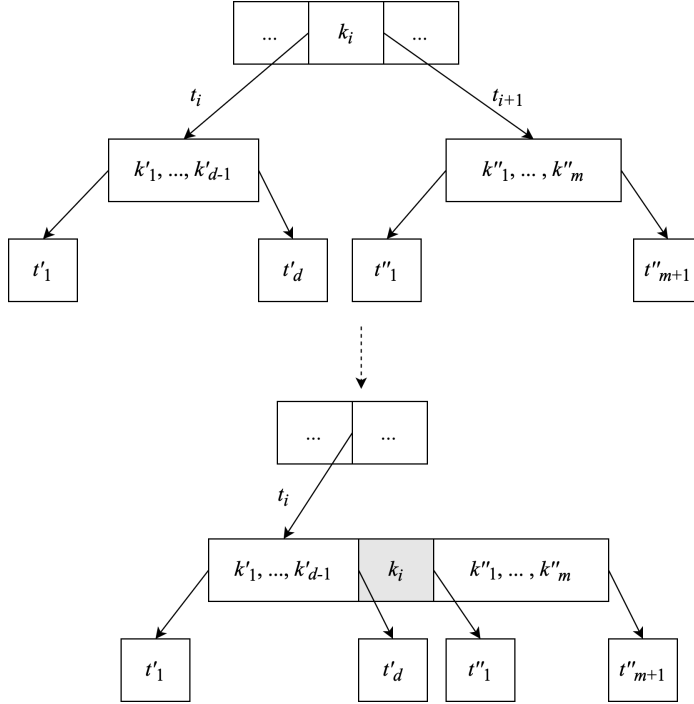 ... k_i ...
t_i t_{i+1}
k'_1, ..., k'_{d-1} k''_1, ... , k''_m
t'_1 t'_d t''_1 t''_{m+1}
... ...
t_i
k'_1, ..., k'_{d-1} k_i k''_1, ... , k''_m
t'_1 t'_d t''_1 t''_{m+1}